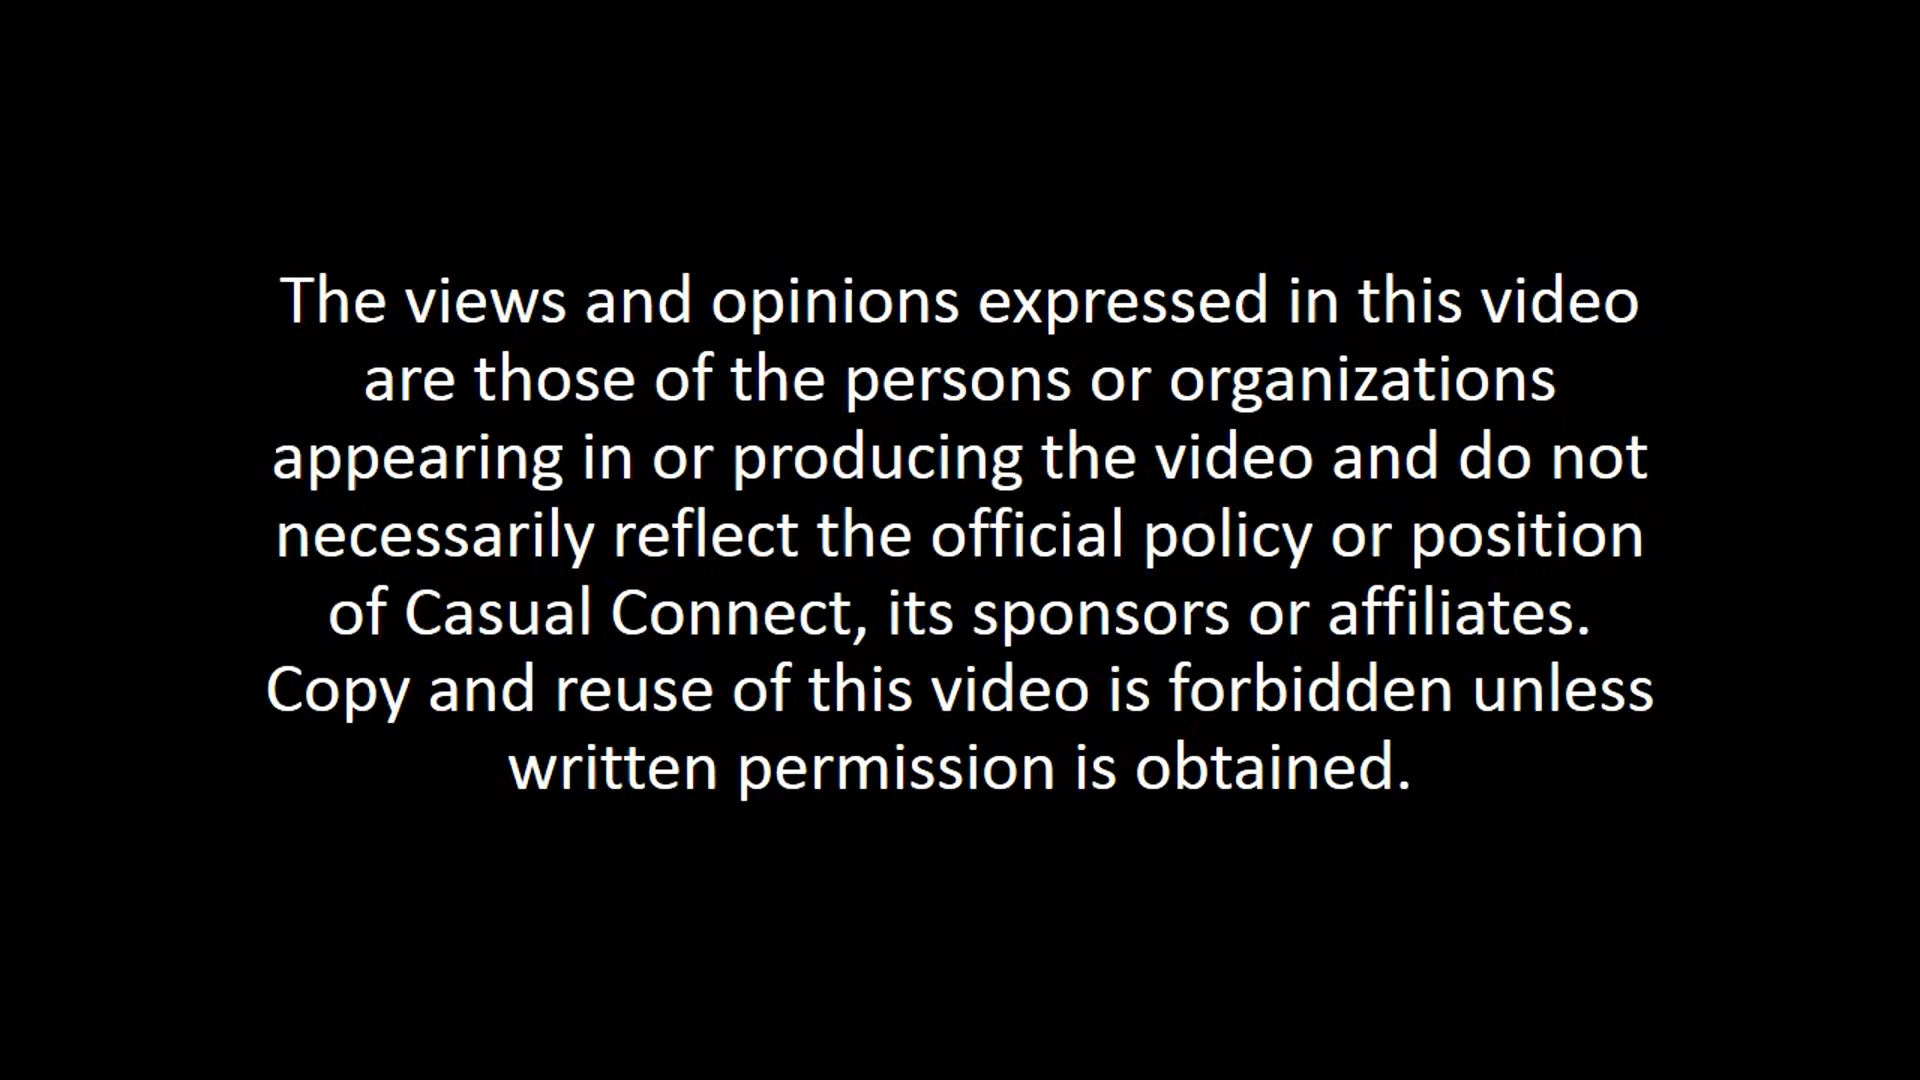 The views and opinions expressed in this video
are those of the persons or organizations
appearing in or producing the video and do not
necessarily reflect the official policy or position
of Casual Connect, its sponsors or affiliates.
Copy and reuse of this video is forbidden unless
written permission is obtained.